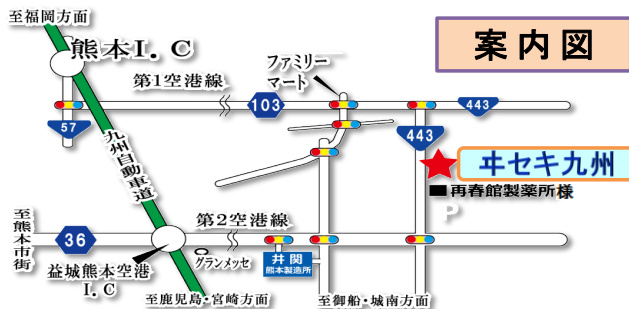 至福岡方面
熊本I.C
案内図
ファミリー
マート
第1空港線
103
443
57
443
九州自動車道
ヰセキ九州
再春館製薬所様
P
至熊本市街
36
第2空港線
グランメッセ
井関
熊本製造所
益城熊本空港
I.C
至鹿児島・宮崎方面
至御船・城南方面